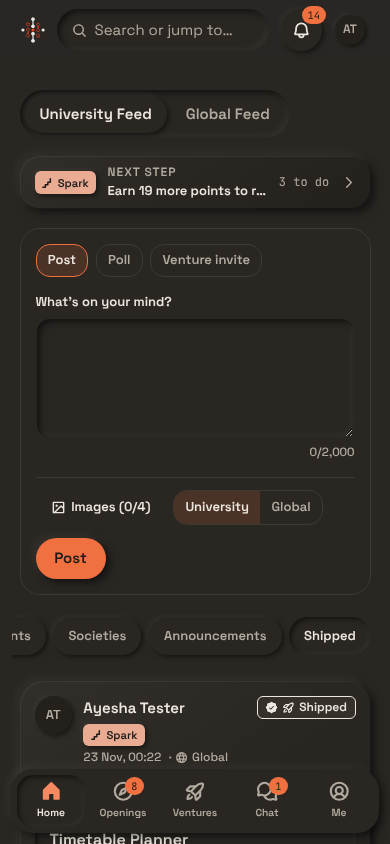 Search or jump to...
14
AT
University Feed
Global Feed
Spark
NEXT STEP
Earn 19 more points to r...
3 to do
Post
Poll
Venture invite
What's on your mind?
0/2,000
Images (0/4)
University
Global
Post
nts
Societies
Announcements
Shipped
AT
Ayesha Tester
Shipped
Spark
23 Nov, 00:22 · Global
8
1
Home
Openings
Ventures
Chat
Me
Timetable Planner